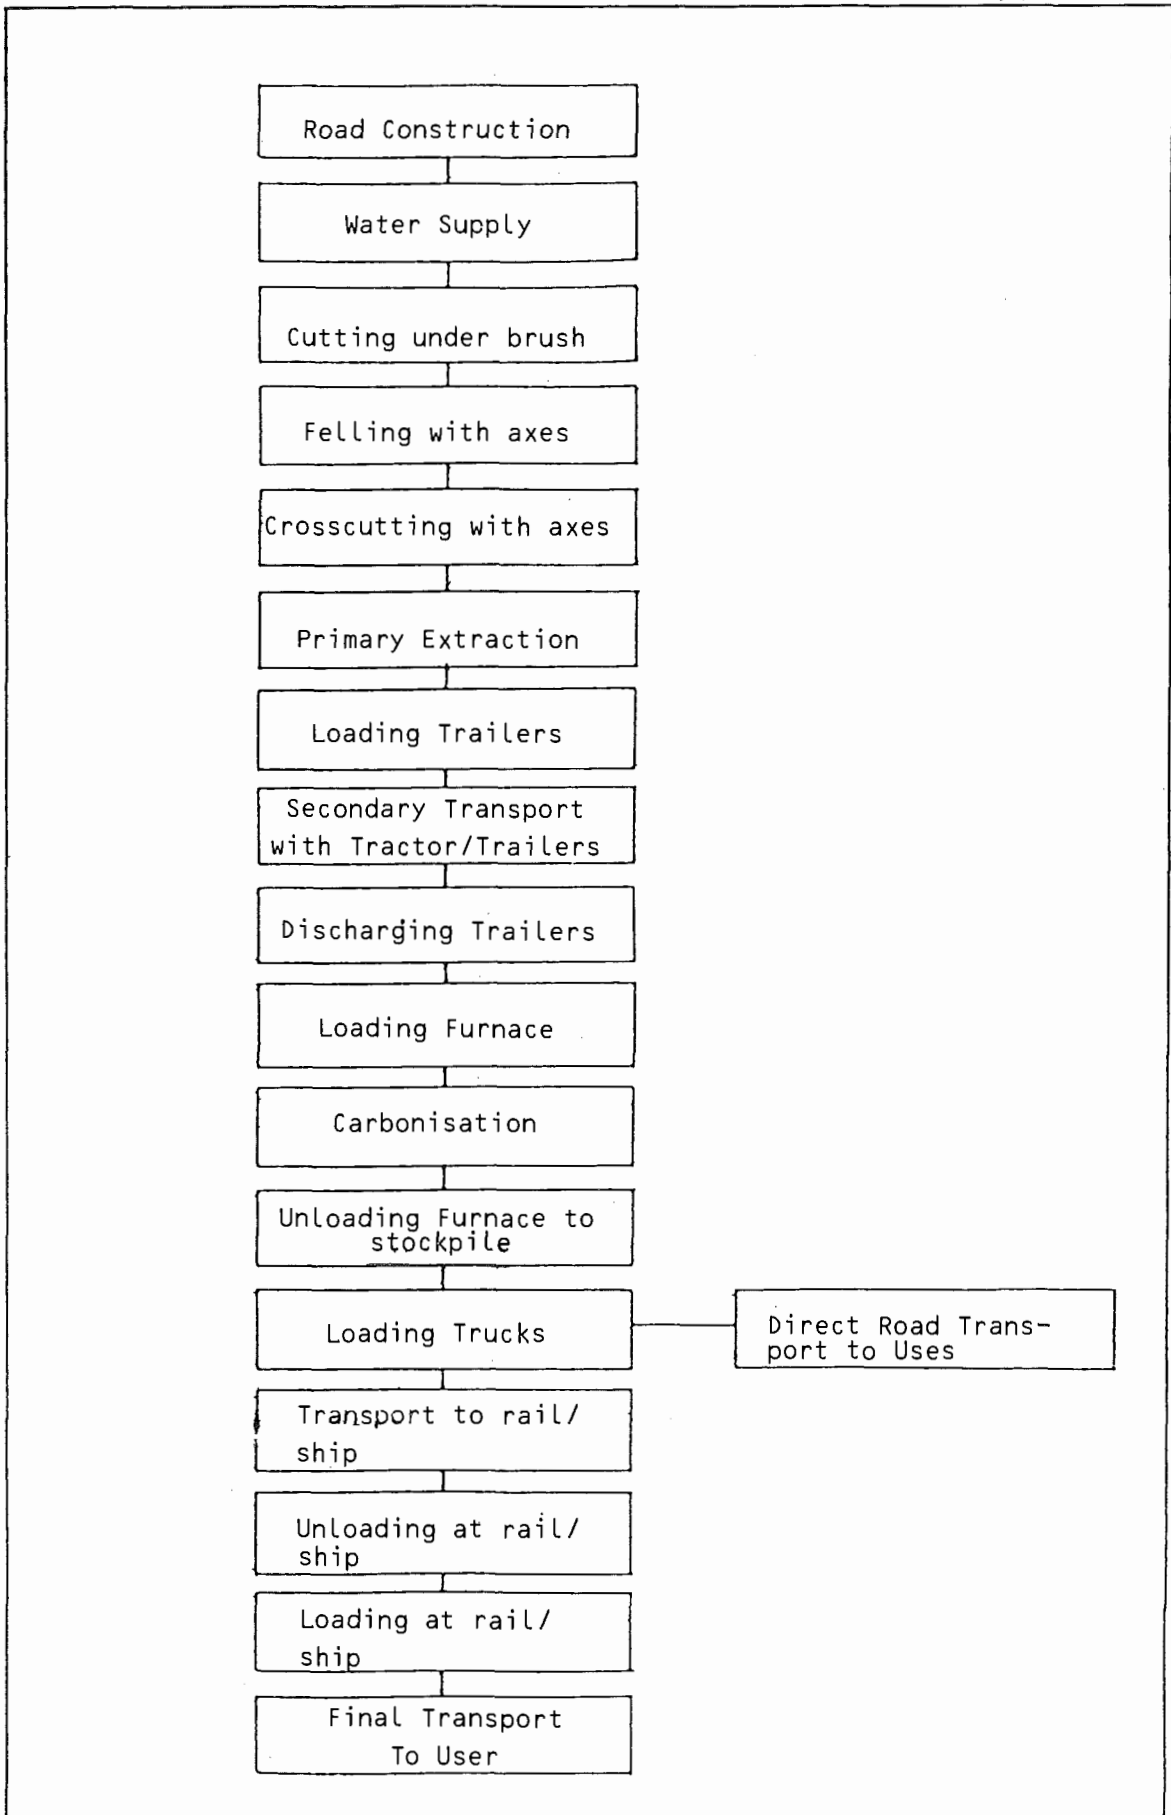 Road Construction
Water Supply
Cutting under brush
Felling with axes
Crosscutting with axes
Primary Extraction
Loading Trailers
Secondary Transport
with Tractor/Trailers
Discharging Trailers
Loading Furnace
Carbonisation
Unloading Furnace to
stockpile
Loading Trucks
Direct Road Trans-
port to Uses
Transport to rail/
ship
Unloading at rail/
ship
Loading at rail/
ship
Final Transport
To User